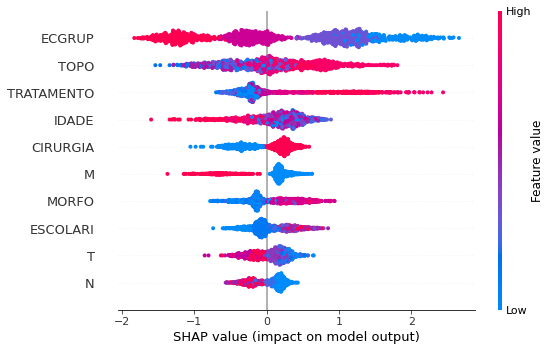 High
ECGRUP
TOPO
TRATAMENTO
IDADE
CIRURGIA
M
MORFO
ESCOLARI
T
N
Feature value
Low
−2 −1 0 1 2
SHAP value (impact on model output)